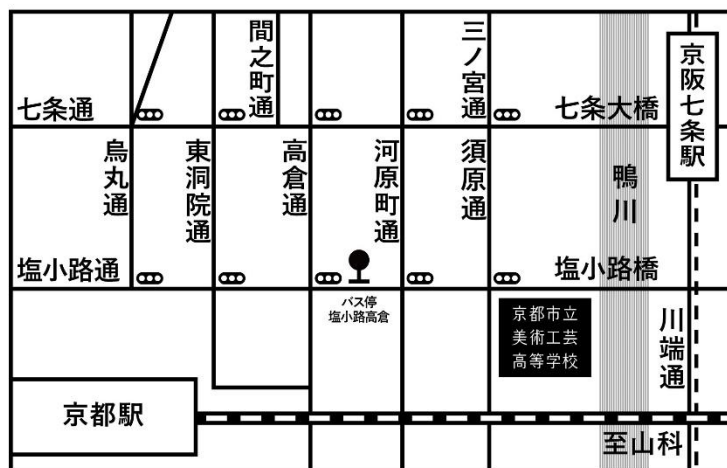 間之町通
三ノ宮通
京阪七条駅
七条通
七条大橋
烏丸通
東洞院通
高倉通
河原町通
須原通
鴨川
塩小路通
塩小路橋
バス停
塩小路高倉
京都市立
美術工芸
高等学校
川端通
京都駅
至山科